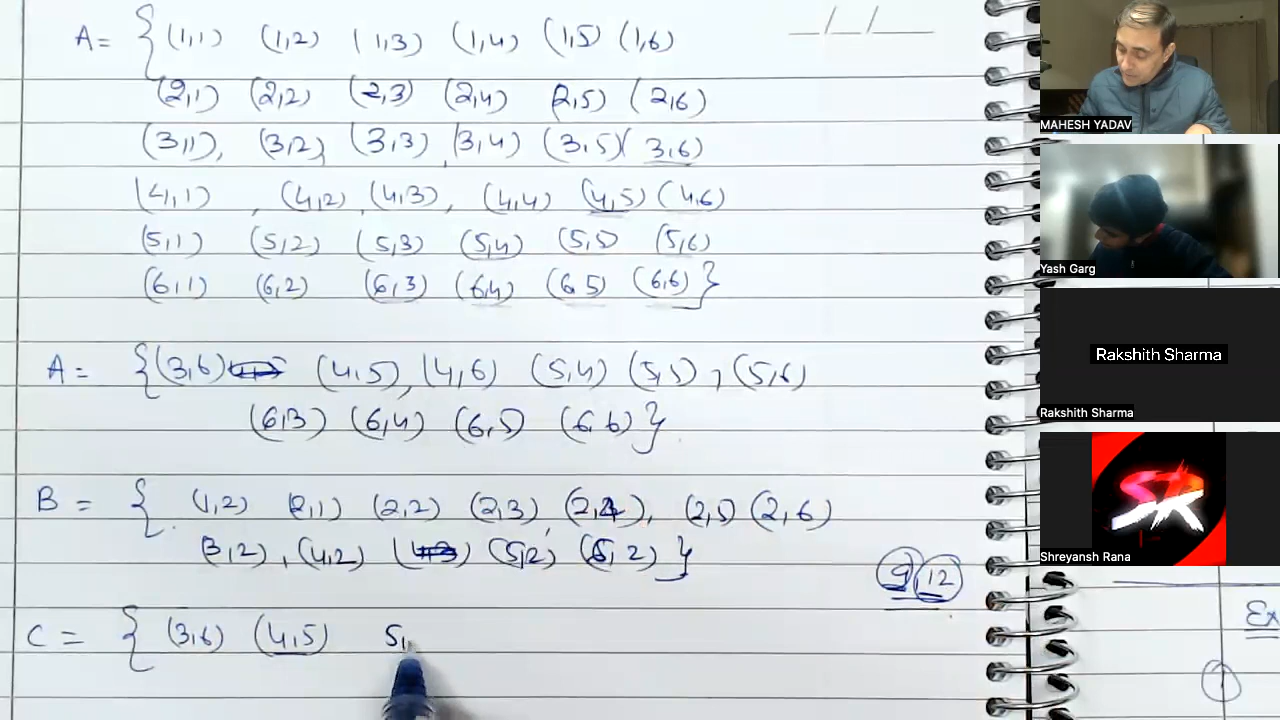 A= { (1,1) (1,2) (1,3) (1,4) (1,5) (1,6)
(2,1) (2,2) (2,3) (2,4) (2,5) (2,6)
(3,1), (3,2), (3,3), (3,4) (3,5) (3,6)
(4,1), (4,2), (4,3), (4,4) (4,5) (4,6)
(5,1) (5,2) (5,3) (5,4) (5,5) (5,6)
(6,1) (6,2) (6,3) (6,4) (6,5) (6,6) }
A= { (3,6) (4,5), (4,6) (5,4) (5,5), (5,6)
(6,3) (6,4) (6,5) (6,6) }
B = { (1,2) (2,1) (2,2) (2,3) (2,4), (2,5) (2,6)
(3,2), (4,2) (5,2) (6,2) }
9, 12
C = { (3,6) (4,5) 5,
Ex
MAHESH YADAV
Yash Garg
Rakshith Sharma
Rakshith Sharma
SR
Shreyansh Rana